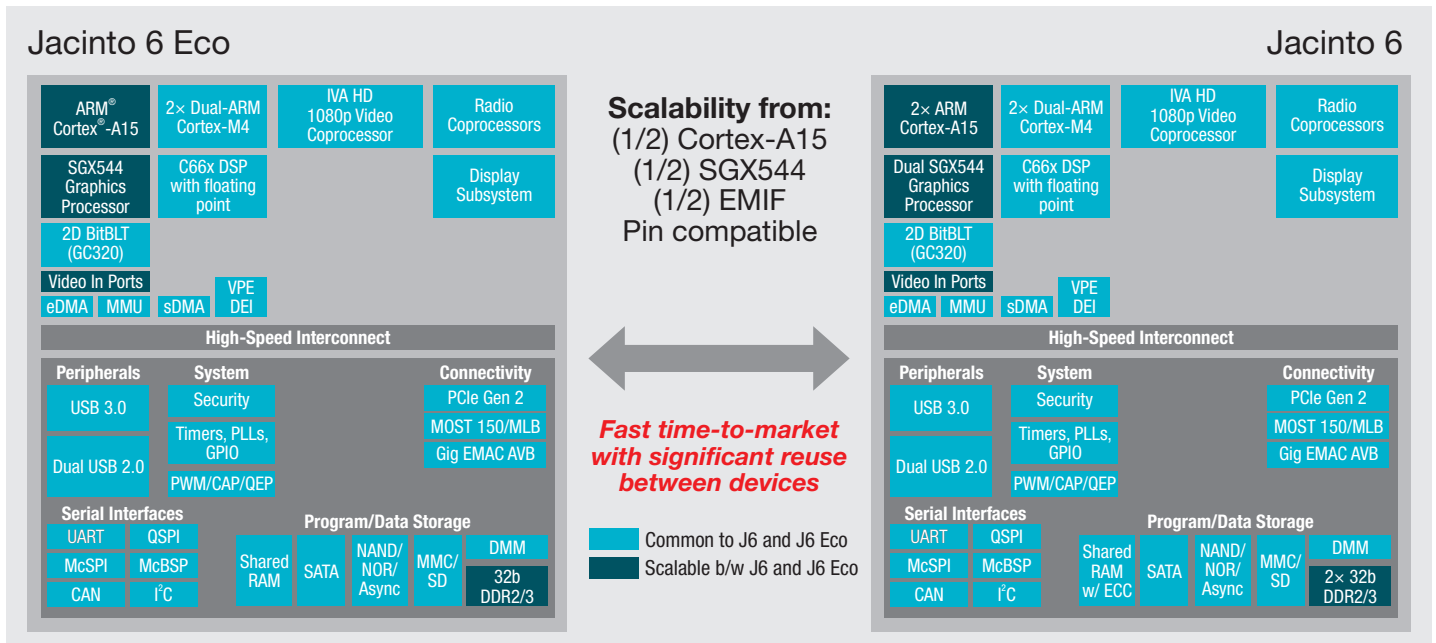 Jacinto 6 Eco
ARM®
Cortex®-A15
2× Dual-ARM
Cortex-M4
IVA HD
1080p Video
Coprocessor
Radio
Coprocessors
SGX544
Graphics
Processor
C66x DSP
with floating
point
Display
Subsystem
2D BitBLT
(GC320)
Video In Ports
eDMA
MMU
sDMA
VPE
DEI
High-Speed Interconnect
Peripherals
USB 3.0
Dual USB 2.0
System
Security
Timers, PLLs,
GPIO
PWM/CAP/QEP
Connectivity
PCIe Gen 2
MOST 150/MLB
Gig EMAC AVB
Serial Interfaces
UART
QSPI
McSPI
McBSP
CAN
I²C
Program/Data Storage
Shared
RAM
SATA
NAND/
NOR/
Async
MMC/
SD
DMM
32b
DDR2/3
Scalability from:
(1/2) Cortex-A15
(1/2) SGX544
(1/2) EMIF
Pin compatible
Fast time-to-market
with significant reuse
between devices
Common to J6 and J6 Eco
Scalable b/w J6 and J6 Eco
Jacinto 6
2× ARM
Cortex-A15
2× Dual-ARM
Cortex-M4
IVA HD
1080p Video
Coprocessor
Radio
Coprocessors
Dual SGX544
Graphics
Processor
C66x DSP
with floating
point
Display
Subsystem
2D BitBLT
(GC320)
Video In Ports
eDMA
MMU
sDMA
VPE
DEI
High-Speed Interconnect
Peripherals
USB 3.0
Dual USB 2.0
System
Security
Timers, PLLs,
GPIO
PWM/CAP/QEP
Connectivity
PCIe Gen 2
MOST 150/MLB
Gig EMAC AVB
Serial Interfaces
UART
QSPI
McSPI
McBSP
CAN
I²C
Program/Data Storage
Shared
RAM
w/ ECC
SATA
NAND/
NOR/
Async
MMC/
SD
DMM
2× 32b
DDR2/3